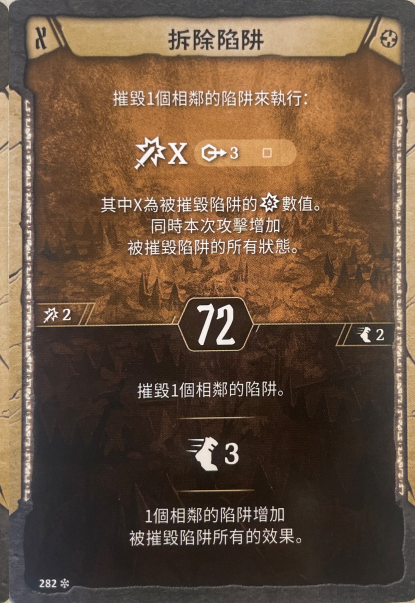 X
拆除陷阱
摧毀1個相鄰的陷阱來執行:
X 3
其中X為被摧毀陷阱的數值。
同時本次攻擊增加
被摧毀陷阱的所有狀態。
2
72
2
摧毀1個相鄰的陷阱。
3
1個相鄰的陷阱增加
被摧毀陷阱所有的效果。
282